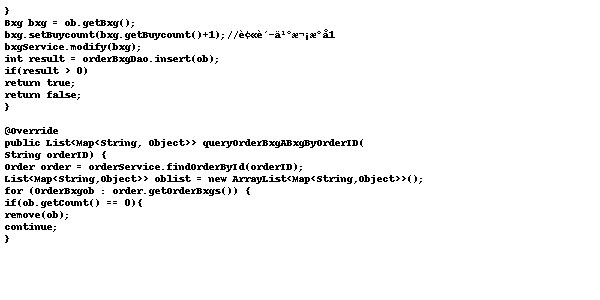 }
Bxg bxg = ob.getBxg();
bxg.setBuycount(bxg.getBuycount()+1);//è¢«è´­ä¹°æ¬¡æ°å1
bxgService.modify(bxg);
int result = orderBxgDao.insert(ob);
if(result > 0)
return true;
return false;
}

@Override
public List<Map<String, Object>> queryOrderBxgABxgByOrderID(
String orderID) {
Order order = orderService.findOrderById(orderID);
List<Map<String,Object>> oblist = new ArrayList<Map<String,Object>>();
for (OrderBxgob : order.getOrderBxgs()) {
if(ob.getCount() == 0){
remove(ob);
continue;
}